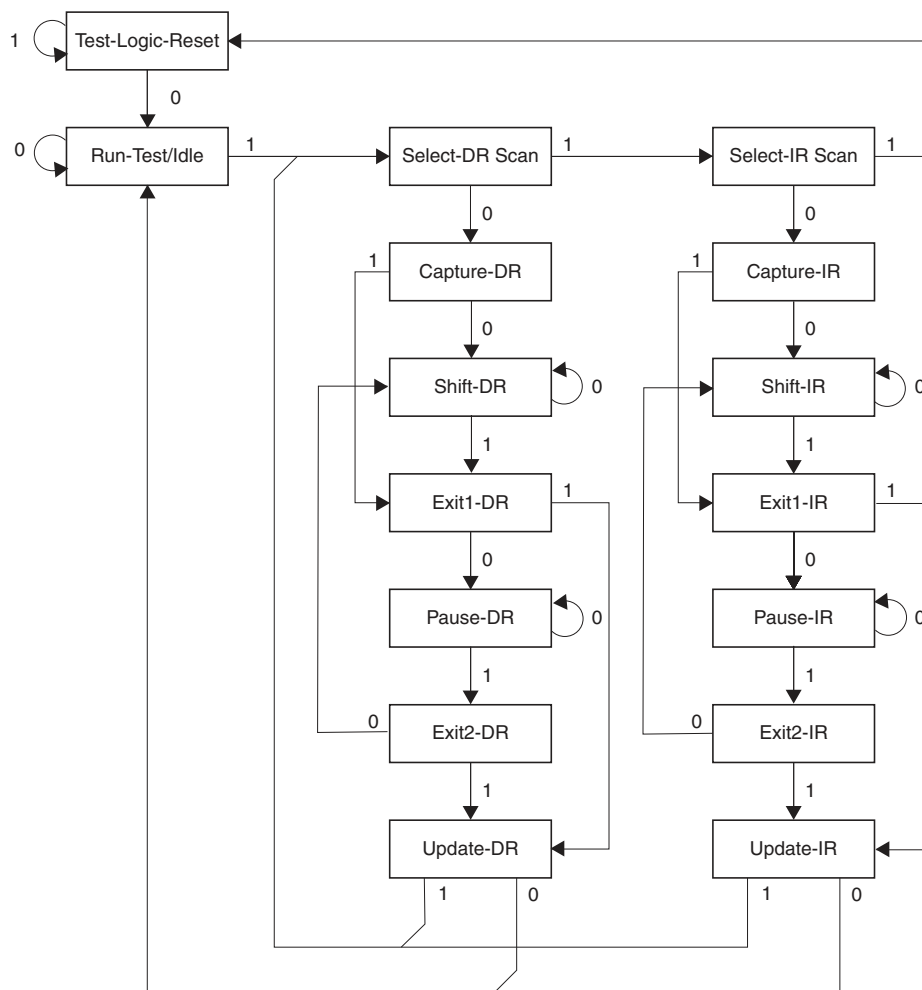 Test-Logic-Reset
1
0
Run-Test/Idle
0
1
Select-DR Scan
1
Select-IR Scan
1
0
0
1
Capture-DR
1
Capture-IR
0
0
Shift-DR
0
Shift-IR
0
1
1
Exit1-DR
1
Exit1-IR
1
0
0
Pause-DR
0
Pause-IR
0
1
1
0
Exit2-DR
0
Exit2-IR
1
1
Update-DR
Update-IR
1
0
1
0